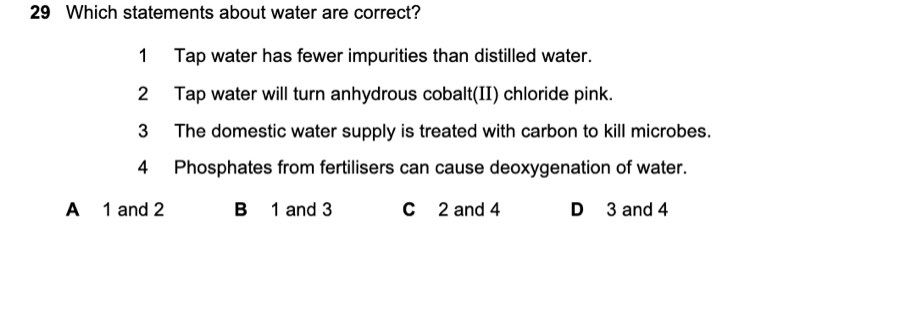 29 Which statements about water are correct?
1 Tap water has fewer impurities than distilled water.
2 Tap water will turn anhydrous cobalt(II) chloride pink.
3 The domestic water supply is treated with carbon to kill microbes.
4 Phosphates from fertilisers can cause deoxygenation of water.
A 1 and 2 B 1 and 3 C 2 and 4 D 3 and 4